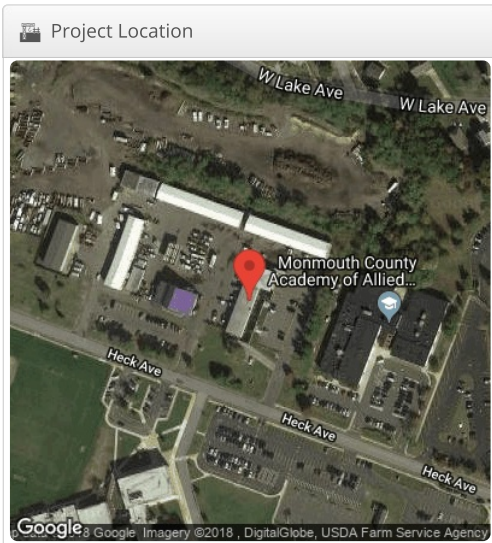 Project Location
W Lake Ave
W Lake Ave
Monmouth County
Academy of Allied...
Heck Ave
Heck Ave
Heck Ave
Google
Google, Imagery ©2018 , DigitalGlobe, USDA Farm Service Agency